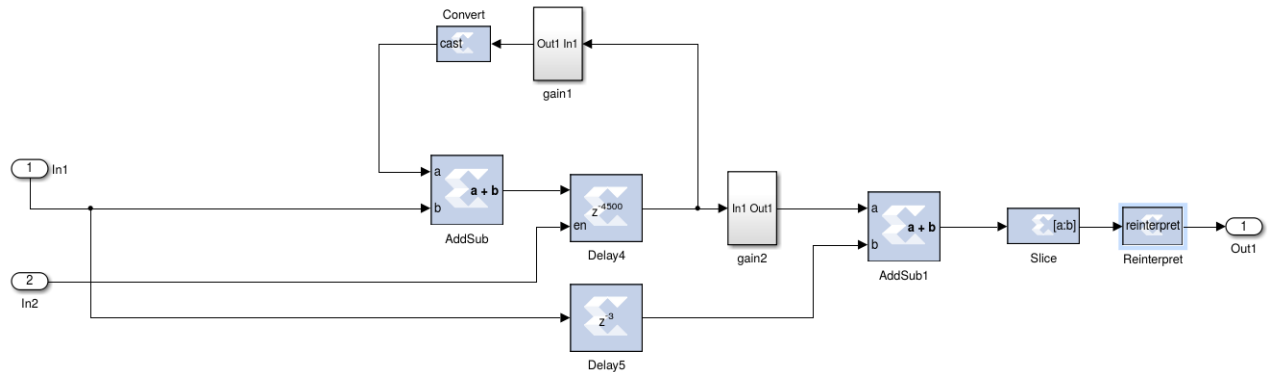 Convert
cast
Out1 In1
gain1
1
In1
a
b
a + b
AddSub
z-4500
en
Delay4
In1 Out1
gain2
a
b
a + b
AddSub1
[a:b]
Slice
reinterpret
Reinterpret
1
Out1
2
In2
z-3
Delay5